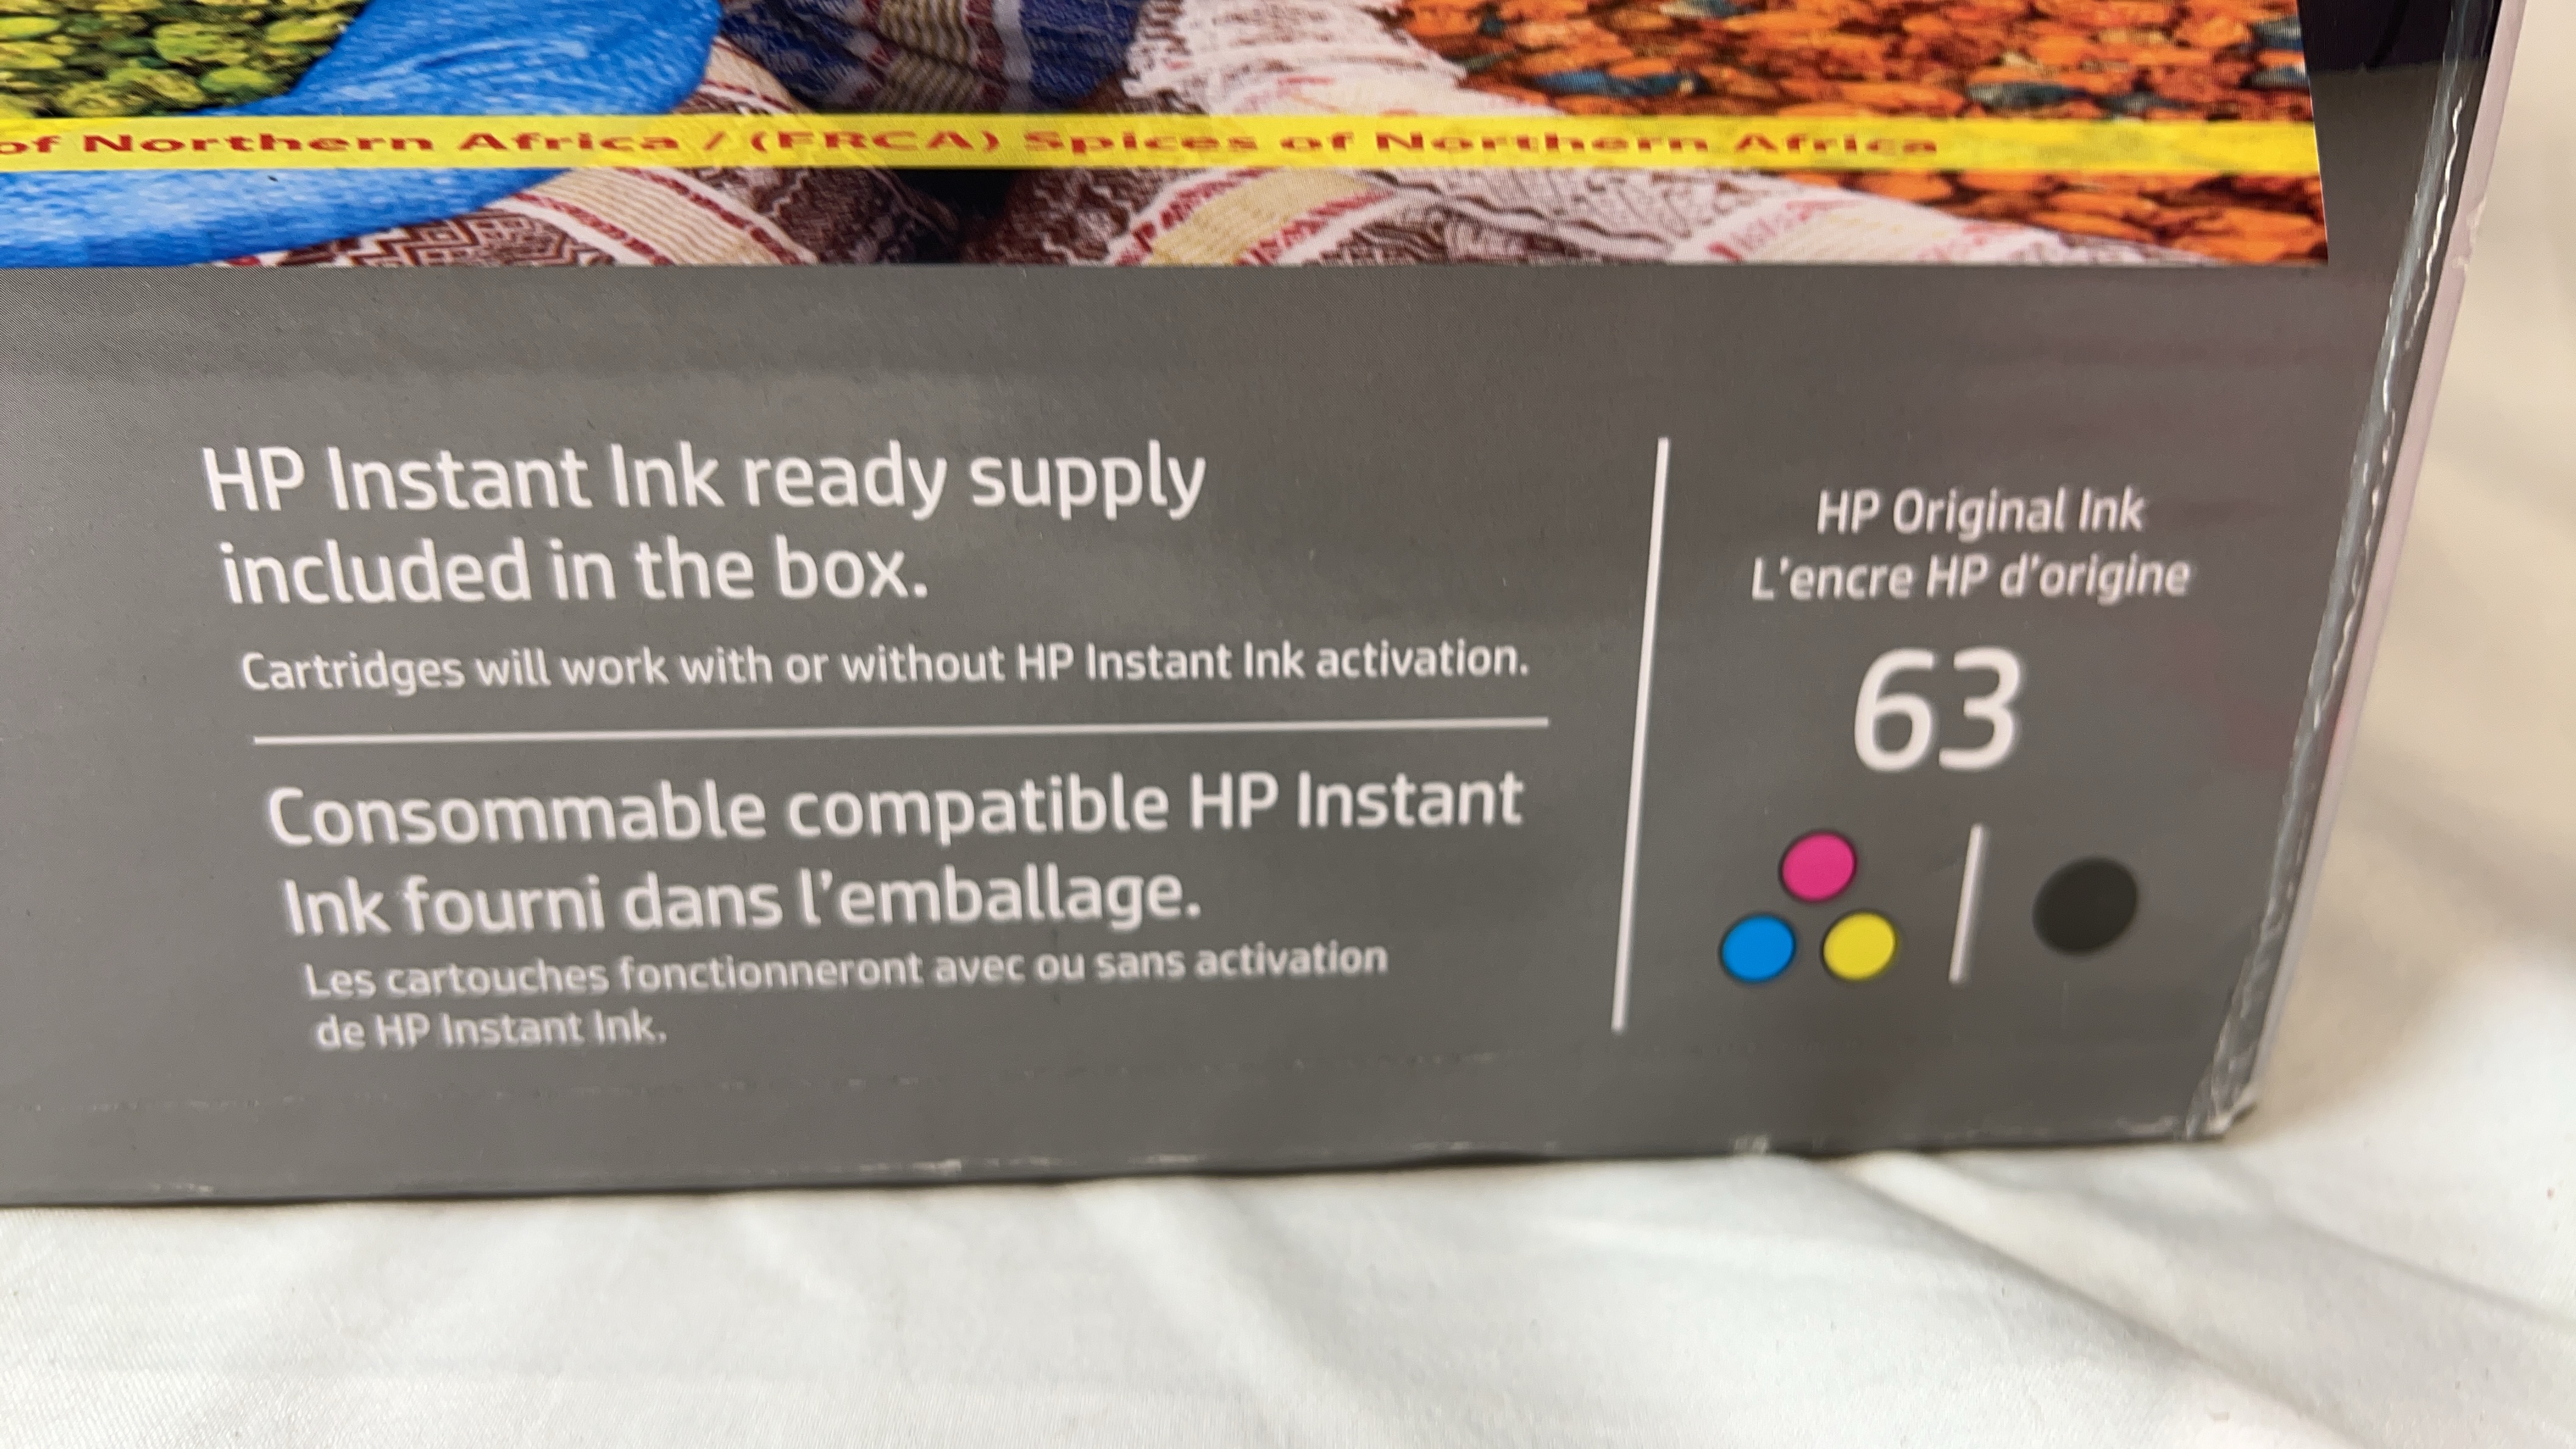 of Northern Africa / (FRCA) Spices of Northern Africa
HP Instant Ink ready supply
included in the box.
Cartridges will work with or without HP Instant Ink activation.
Consommable compatible HP Instant
Ink fourni dans l'emballage.
Les cartouches fonctionneront avec ou sans activation
de HP Instant Ink.
HP Original Ink
L'encre HP d'origine
63